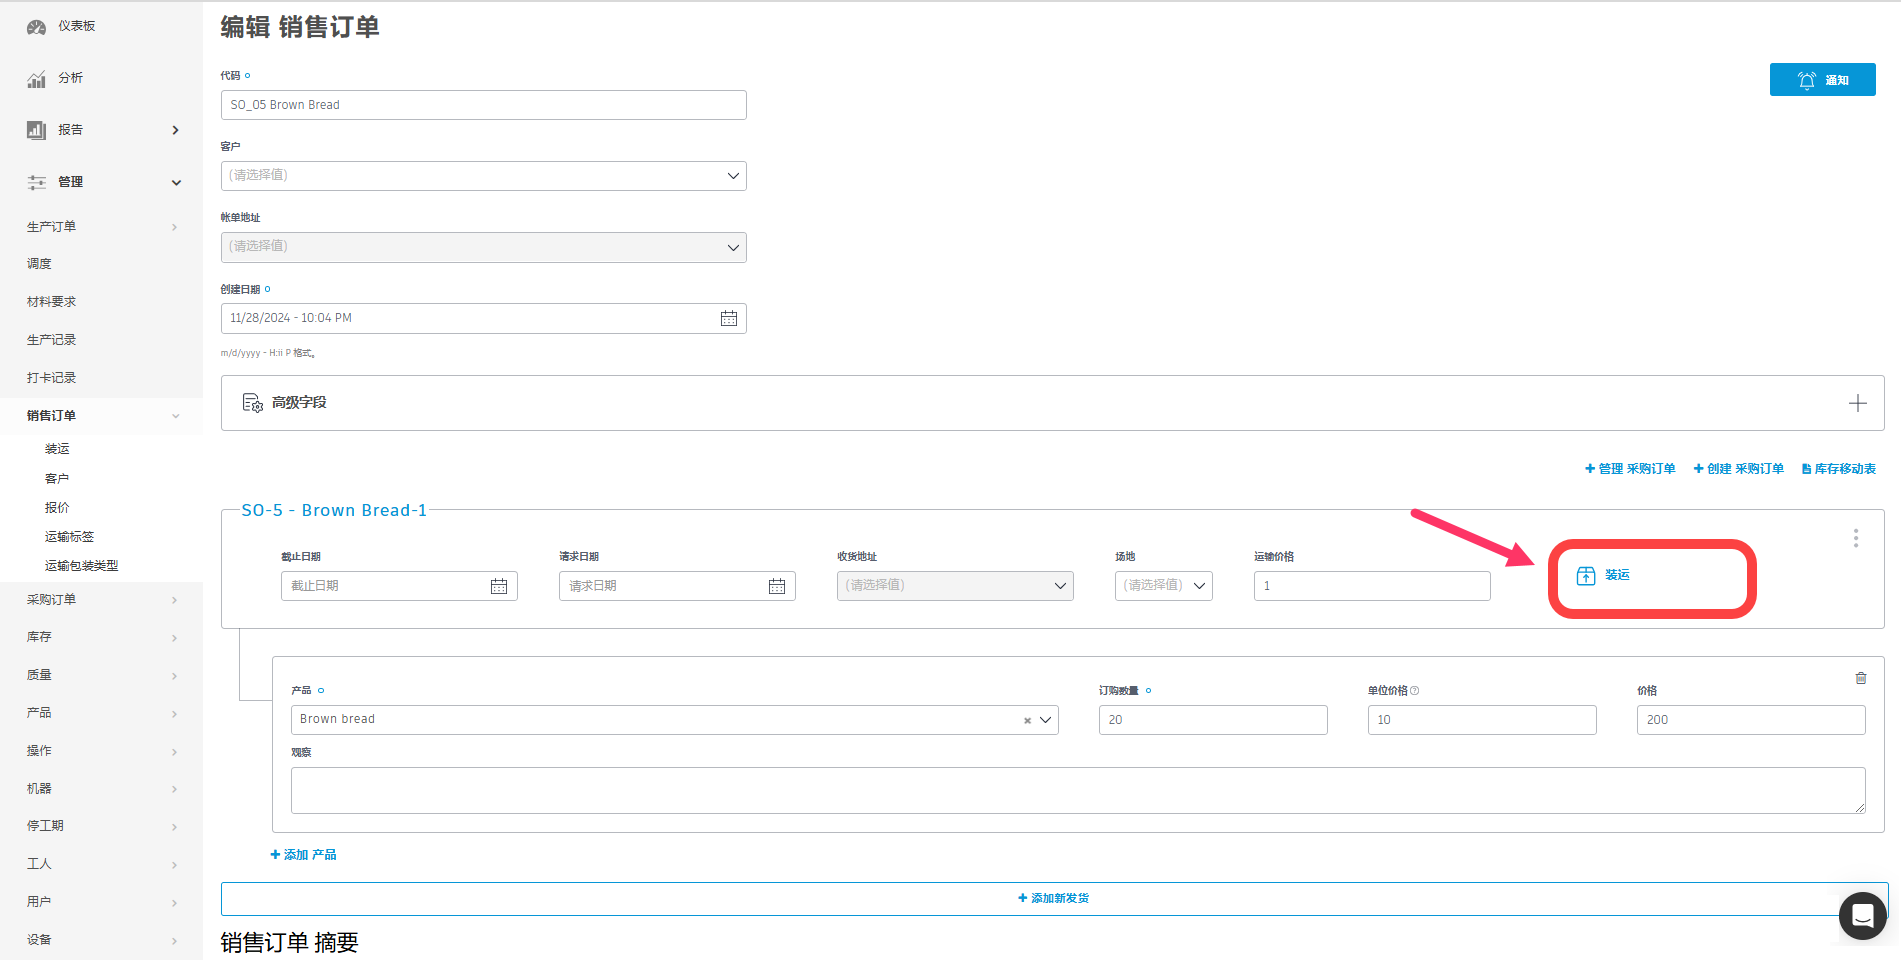 仪表板
分析
报告
管理
生产订单
调度
材料要求
生产记录
打卡记录
销售订单
装运
客户
报价
运输标签
运输包装类型
采购订单
库存
质量
产品
操作
机器
停工期
工人
用户
设备
编辑 销售订单
通知
代码
SO_05 Brown Bread
客户
(请选择值)
帐单地址
(请选择值)
创建日期
11/28/2024 - 10:04 PM
m/d/yyyy - H:ii P 格式。
高级字段
管理 采购订单 创建 采购订单 库存移动表
SO-5 - Brown Bread-1
截止日期 请求日期 收货地址 场地 运输价格
截止日期 请求日期 (请选择值) (请选择值) 1 装运
产品 订购数量 单位价格 价格
Brown bread 20 10 200
观察
添加 产品
添加新发货
销售订单 摘要